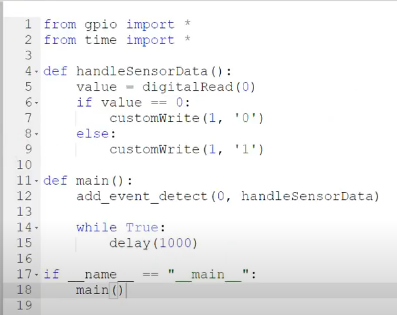 1 from gpio import *
2 from time import *
3
4 def handleSensorData():
5     value = digitalRead(0)
6     if value == 0:
7         customWrite(1, '0')
8     else:
9         customWrite(1, '1')
10
11 def main():
12     add_event_detect(0, handleSensorData)
13
14     while True:
15         delay(1000)
16
17 if __name__ == "__main__":
18     main()
19